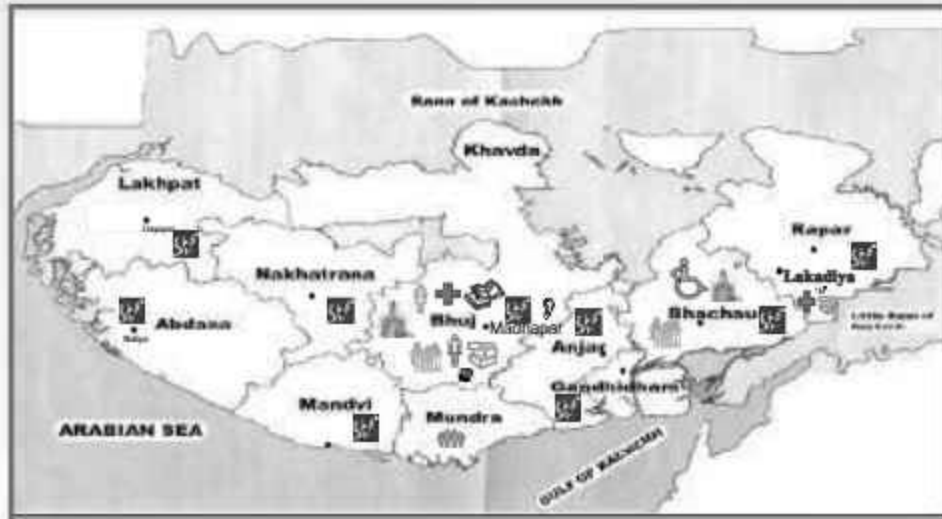 Rann of Kachchh
Khavda
Lakhpat
Rapar
Lakadiya
Nakhatrana
Bhuj
Madhapar
Bhachau
Abdasa
Anjar
Gandhidham
Mandvi
Mundra
ARABIAN SEA
GULF OF KACHCHH